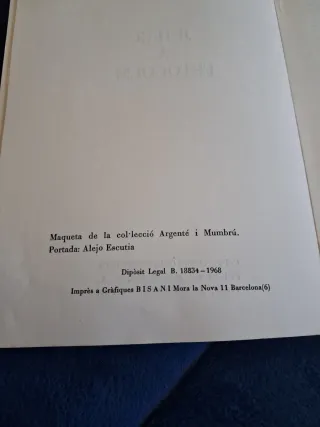 Maqueta de la col·lecció Argenté i Mumbrú.
Portada: Alejo Escutia
Dipòsit Legal B. 18834-1968
Imprès a Gràfiques BISANI Mora la Nova 11 Barcelona(6)